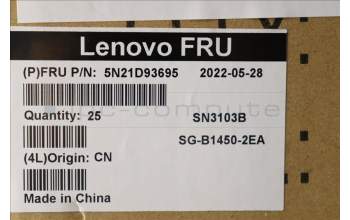 Lenovo FRU
(P)FRU P/N: 5N21D93695 2022-05-28
Quantity: 25 SN3103B
SG-B1450-2EA
(4L)Origin: CN
Made in China